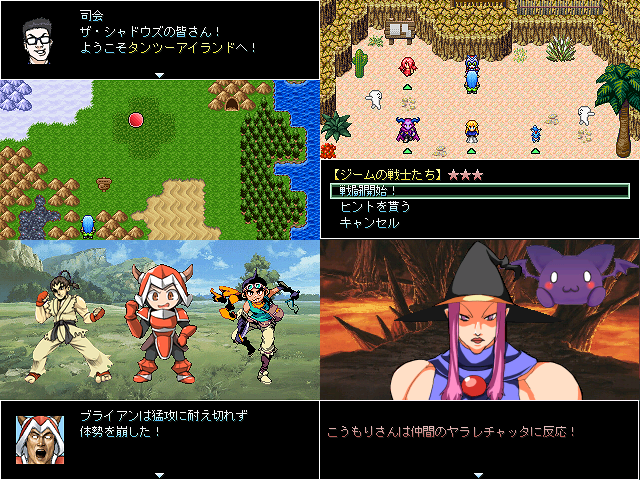 司会
ザ・シャドウズの皆さん！
ようこそタンツーアイランドへ！
【ジームの戦士たち】★★★
戦闘開始！
ヒントを貰う
キャンセル
ブライアンは猛攻に耐え切れず
体勢を崩した！
こうもりさんは仲間のヤラレチャッタに反応！